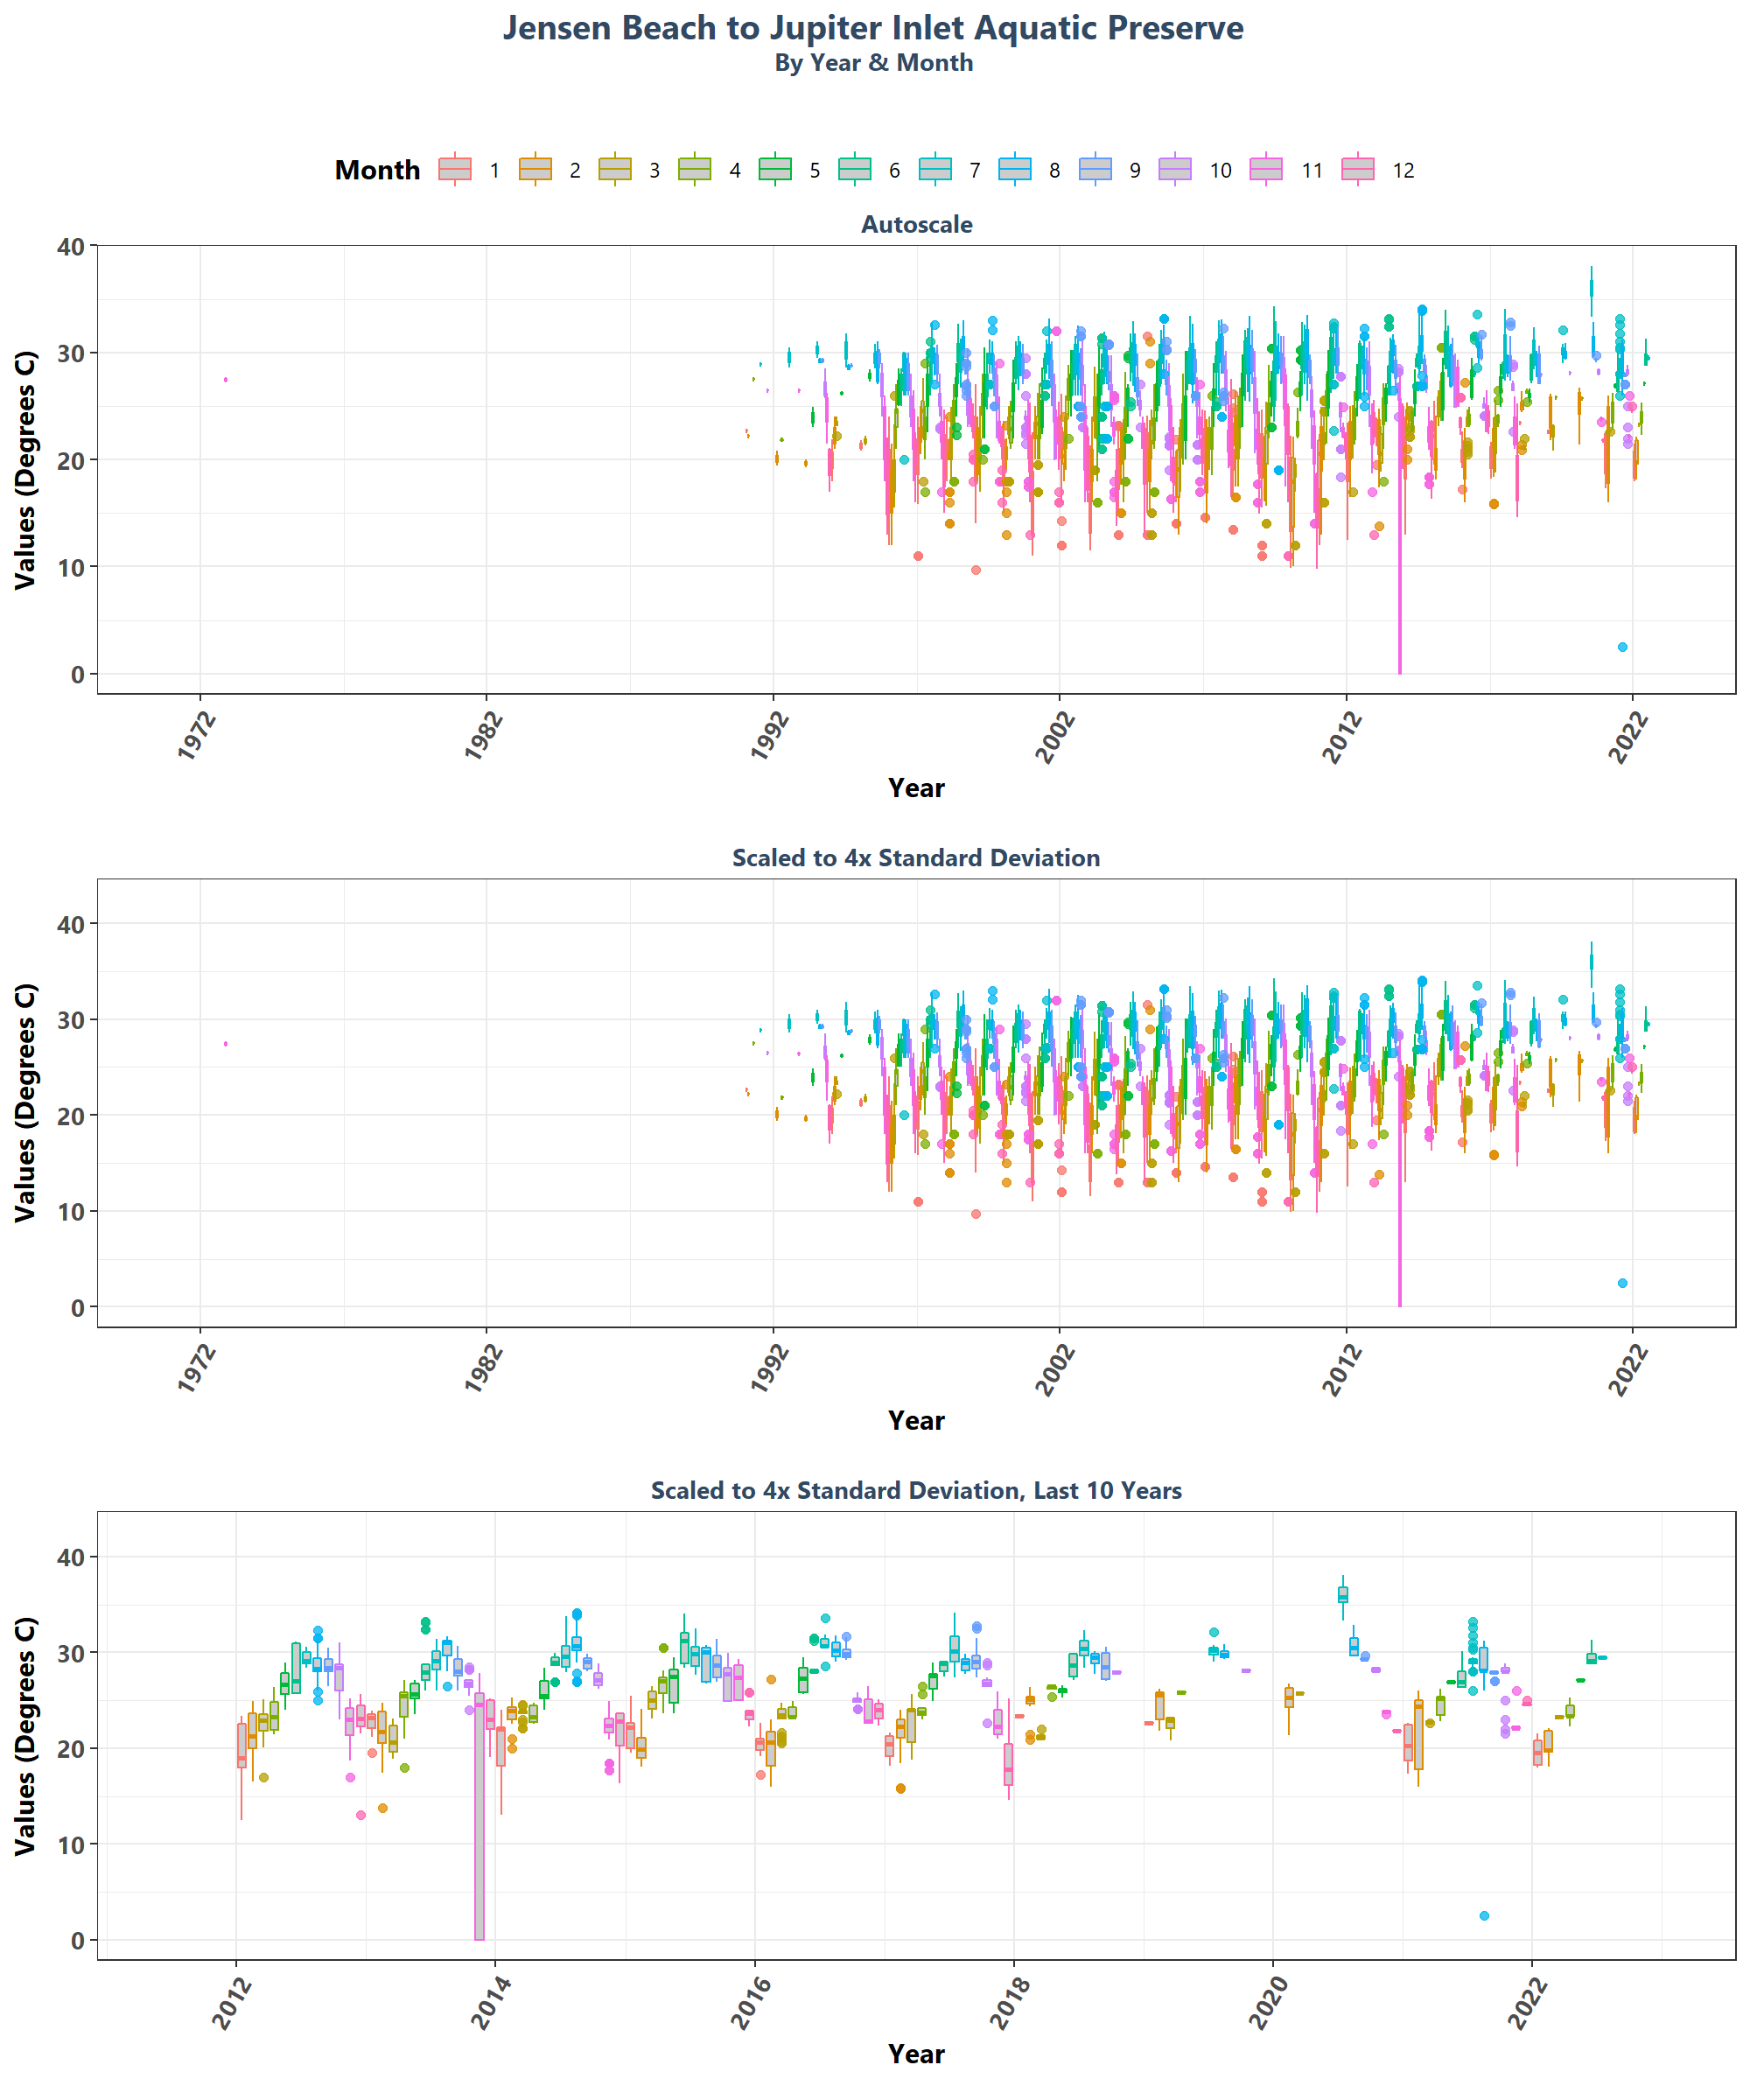 Jensen Beach to Jupiter Inlet Aquatic Preserve
By Year & Month
Month 1 2 3 4 5 6 7 8 9 10 11 12
Autoscale
Values (Degrees C)
40
30
20
10
0
1972 1982 1992 2002 2012 2022
Year
Scaled to 4x Standard Deviation
Values (Degrees C)
40
30
20
10
0
1972 1982 1992 2002 2012 2022
Year
Scaled to 4x Standard Deviation, Last 10 Years
Values (Degrees C)
40
30
20
10
0
2012 2014 2016 2018 2020 2022
Year